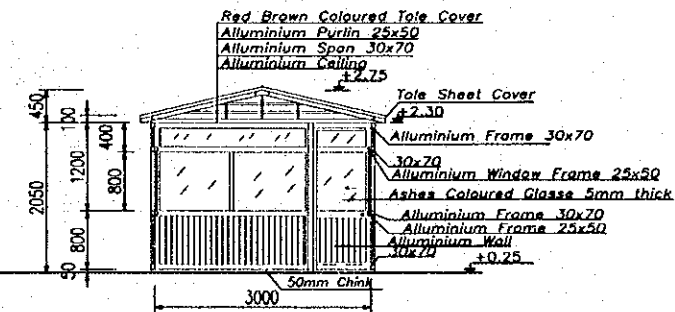 Red Brown Coloured Tole Cover
Alluminium Purlin 25x50
Alluminium Span 30x70
Alluminium Ceiling
+2.75
Tole Sheet Cover
+2.30
Alluminium Frame 30x70
30x70
Alluminium Window Frame 25x50
Ashes Coloured Glasse 5mm thick
Alluminium Frame 30x70
Alluminium Frame 25x50
Alluminium Wall
30x70
+0.25
50mm Chink
3000
450
100
400
1200
800
2050
800
50